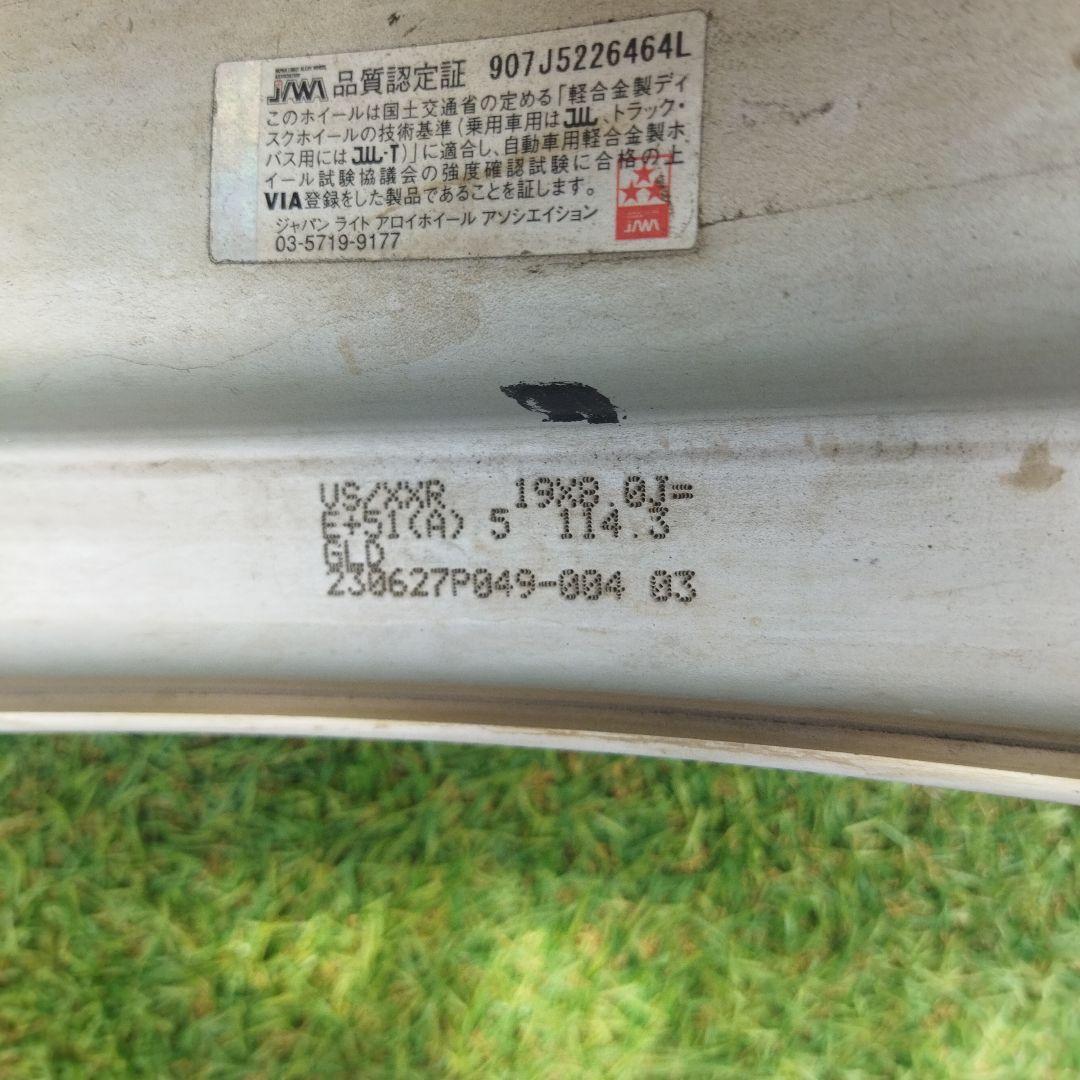 JAPAN LIGHT ALLOY WHEEL
ASSOCIATION
JAWA 品質認定証 907J5226464L
このホイールは国土交通省の定める「軽合金製ディ
スクホイールの技術基準(乗用車用はJWL、トラック・
バス用にはJWL・T)」に適合し、自動車用軽合金製ホ
イール試験協議会の強度確認試験に合格の上
VIA登録をした製品であることを証します。
ジャパン ライト アロイホイール アソシエイション
03-5719-9177
VS/XXR 19X8.0J=
E+51(A) 5 114.3
GLD
230627P049-004 03